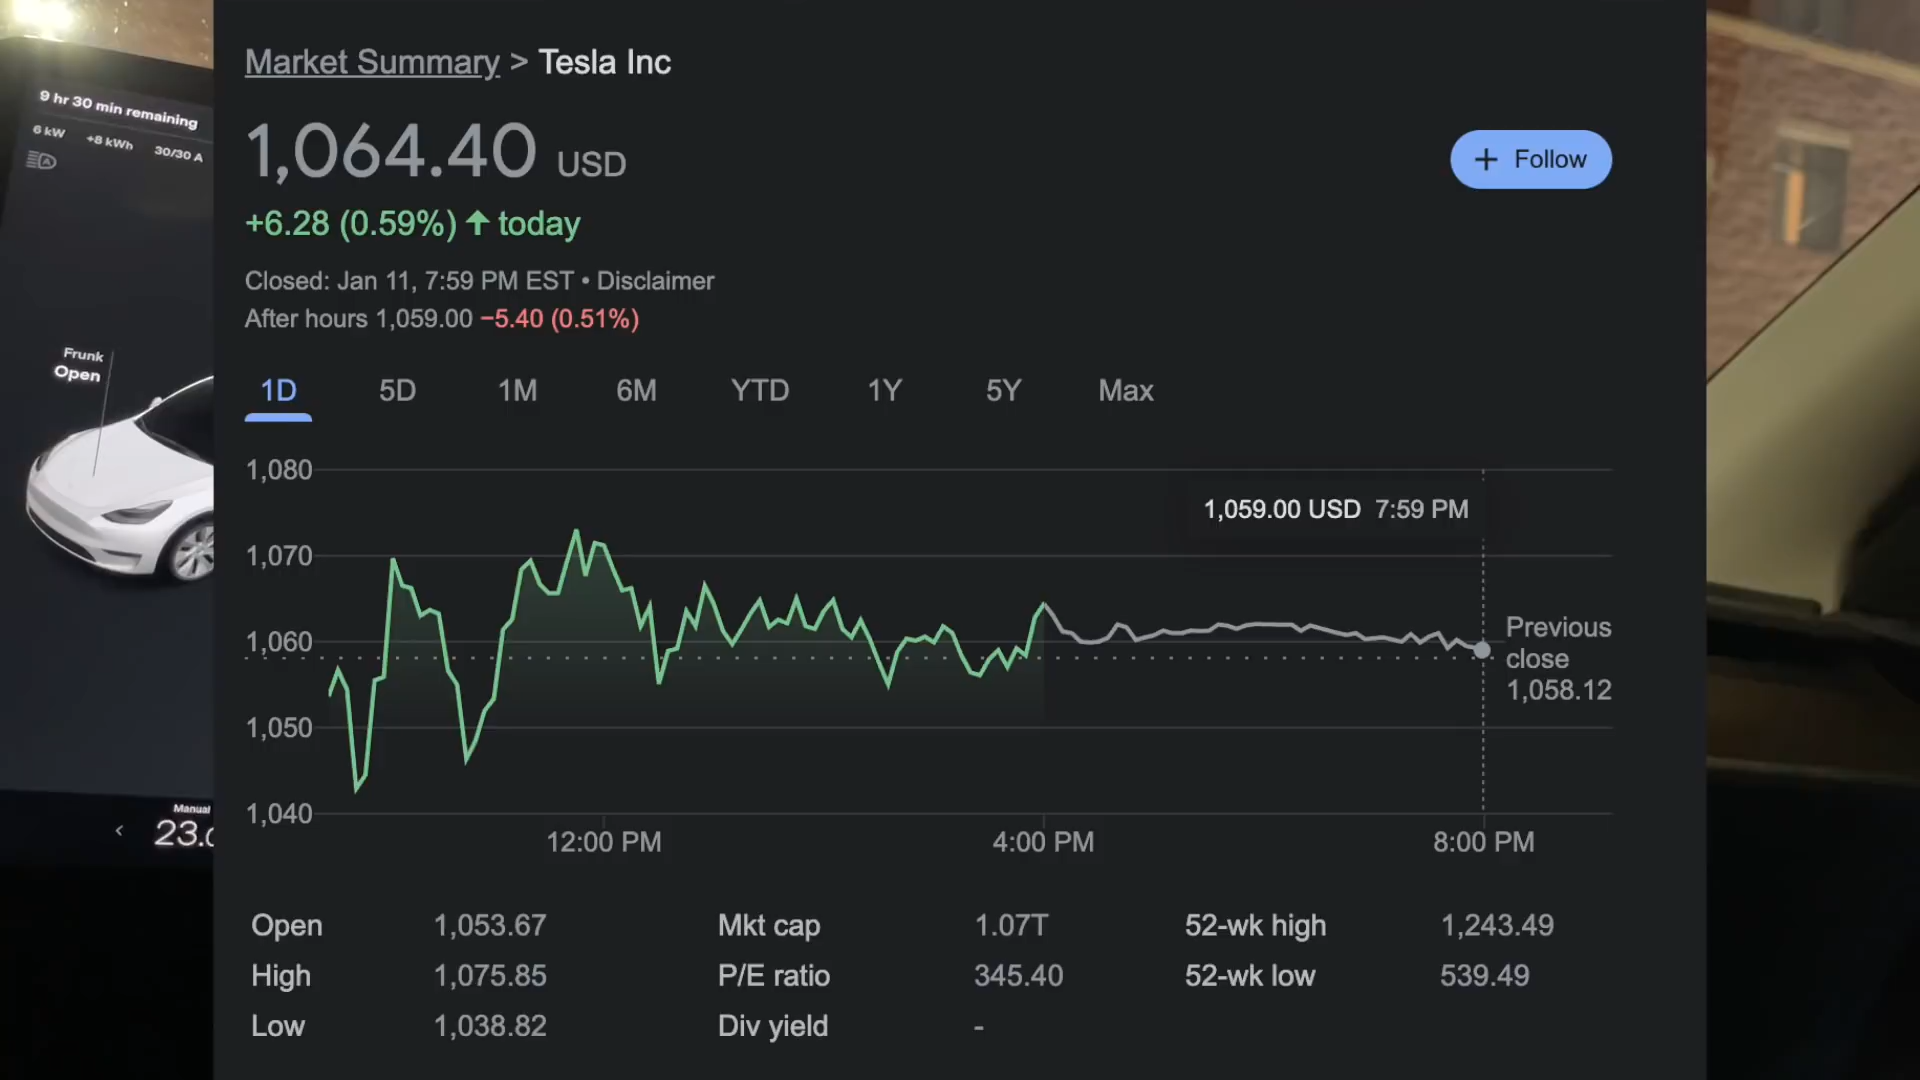 Market Summary > Tesla Inc
1,064.40 USD
+ Follow
+6.28 (0.59%) ↑ today
Closed: Jan 11, 7:59 PM EST • Disclaimer
After hours 1,059.00 −5.40 (0.51%)
1D 5D 1M 6M YTD 1Y 5Y Max
1,080
1,059.00 USD 7:59 PM
1,070
1,060
Previous
close
1,058.12
1,050
1,040
12:00 PM 4:00 PM 8:00 PM
Open 1,053.67 Mkt cap 1.07T 52-wk high 1,243.49
High 1,075.85 P/E ratio 345.40 52-wk low 539.49
Low 1,038.82 Div yield -
9 hr 30 min remaining
6 kW +8 kWh 30/30 A
Frunk
Open
Manual
< 23.